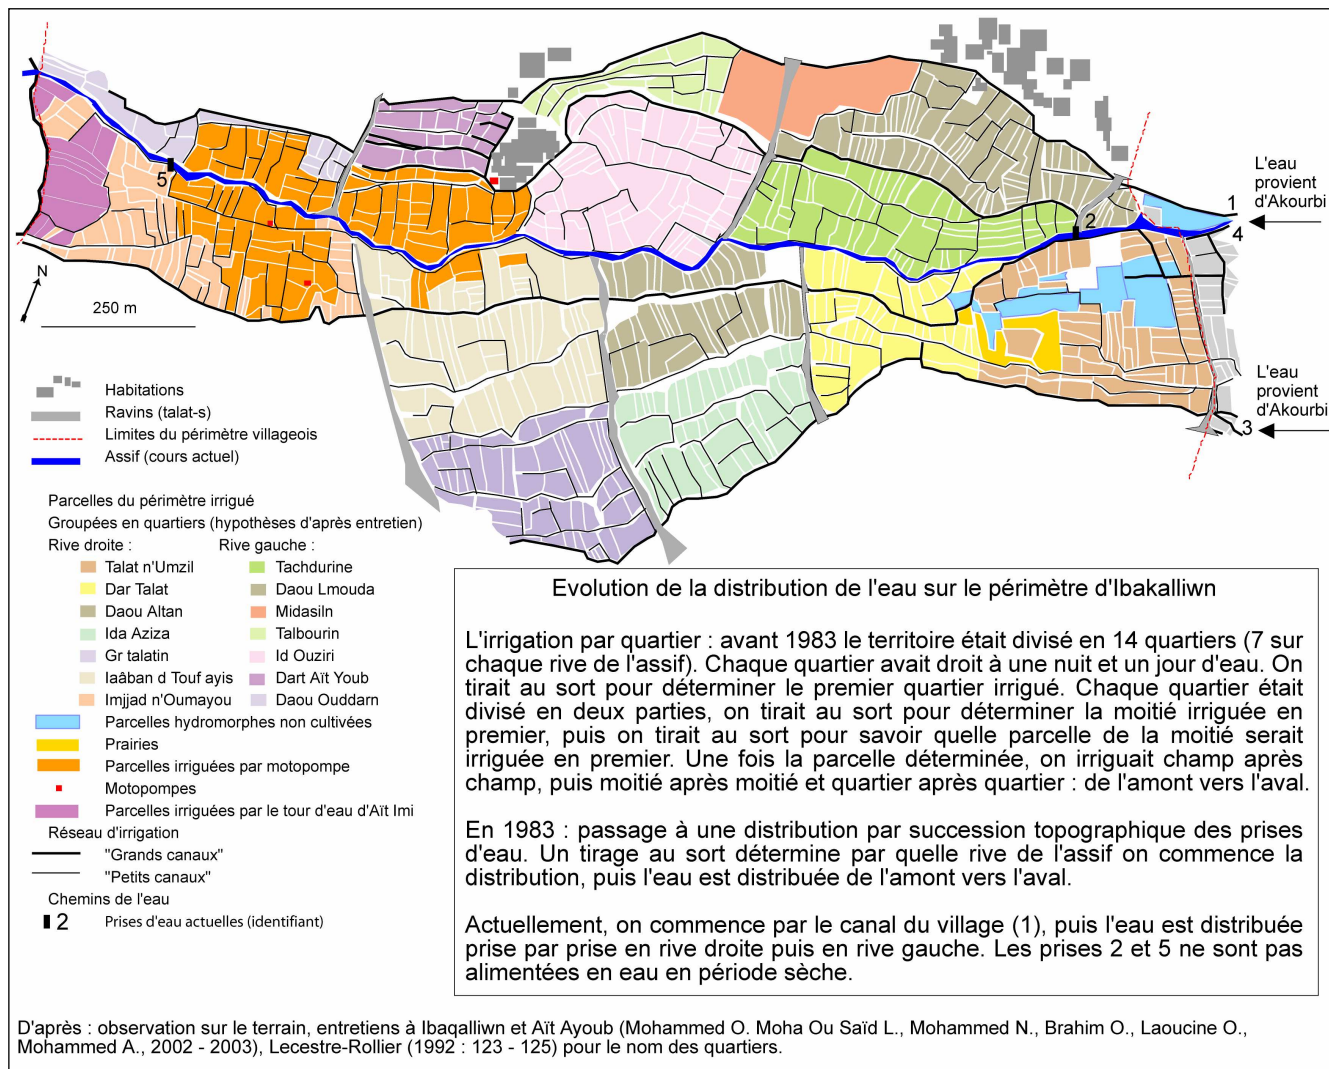 L'eau
provient
d'Akourbi
1
4
2
5
L'eau
provient
d'Akourbi
3
N
250 m
Habitations
Ravins (talat-s)
Limites du périmètre villageois
Assif (cours actuel)
Parcelles du périmètre irrigué
Groupées en quartiers (hypothèses d'après entretien)
Rive droite : Rive gauche :
Talat n'Umzil Tachdurine
Dar Talat Daou Lmouda
Daou Altan Midasiln
Ida Aziza Talbourin
Gr talatin Id Ouziri
Iaâban d Touf ayis Dart Aït Youb
Imjjad n'Oumayou Daou Ouddarn
Parcelles hydromorphes non cultivées
Prairies
Parcelles irriguées par motopompe
Motopompes
Parcelles irriguées par le tour d'eau d'Aït Imi
Réseau d'irrigation
"Grands canaux"
"Petits canaux"
Chemins de l'eau
2 Prises d'eau actuelles (identifiant)
Evolution de la distribution de l'eau sur le périmètre d'Ibakalliwn
L'irrigation par quartier : avant 1983 le territoire était divisé en 14 quartiers (7 sur
chaque rive de l'assif). Chaque quartier avait droit à une nuit et un jour d'eau. On
tirait au sort pour déterminer le premier quartier irrigué. Chaque quartier était
divisé en deux parties, on tirait au sort pour déterminer la moitié irriguée en
premier, puis on tirait au sort pour savoir quelle parcelle de la moitié serait
irriguée en premier. Une fois la parcelle déterminée, on irriguait champ après
champ, puis moitié après moitié et quartier après quartier : de l'amont vers l'aval.
En 1983 : passage à une distribution par succession topographique des prises
d'eau. Un tirage au sort détermine par quelle rive de l'assif on commence la
distribution, puis l'eau est distribuée de l'amont vers l'aval.
Actuellement, on commence par le canal du village (1), puis l'eau est distribuée
prise par prise en rive droite puis en rive gauche. Les prises 2 et 5 ne sont pas
alimentées en eau en période sèche.
D'après : observation sur le terrain, entretiens à Ibaqalliwn et Aït Ayoub (Mohammed O. Moha Ou Saïd L., Mohammed N., Brahim O., Laoucine O.,
Mohammed A., 2002 - 2003), Lecestre-Rollier (1992 : 123 - 125) pour le nom des quartiers.